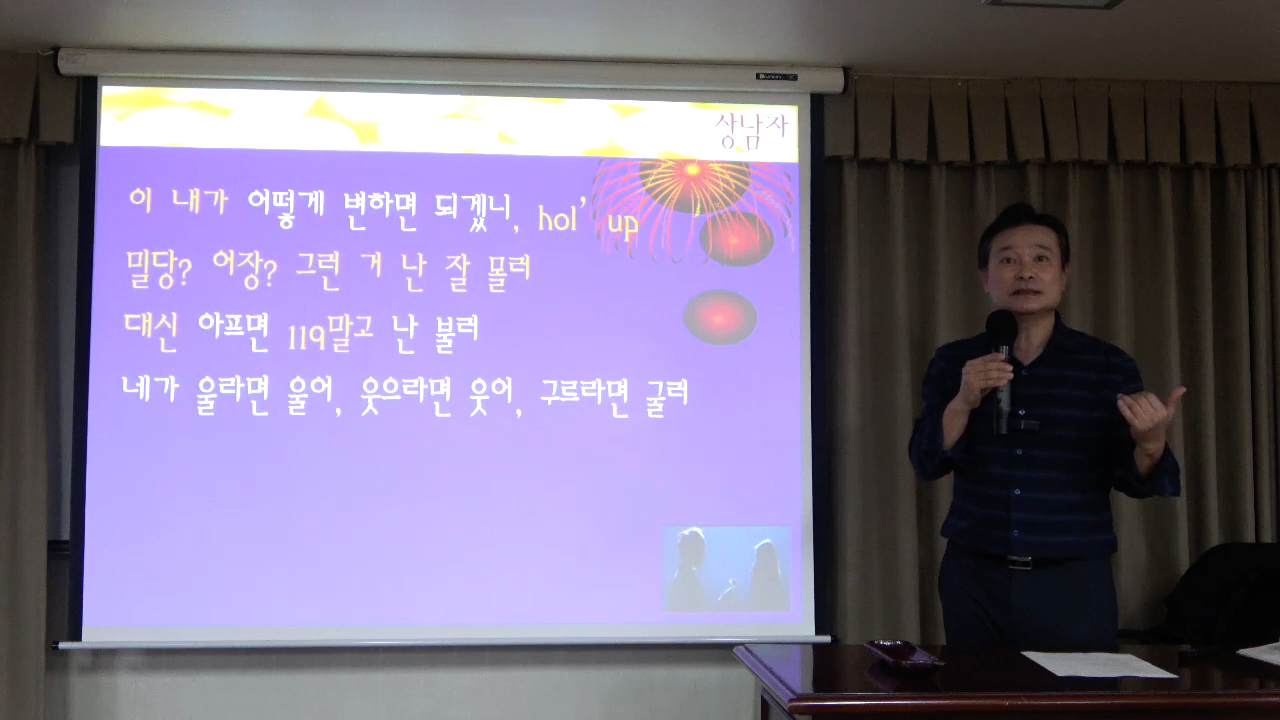 상남자
이 내가 어떻게 변하면 되겠니, hol' up
밀당? 어장? 그런 거 난 잘 몰러
대신 아프면 119말고 난 불러
네가 울라면 울어, 웃으라면 웃어, 구르라면 굴러